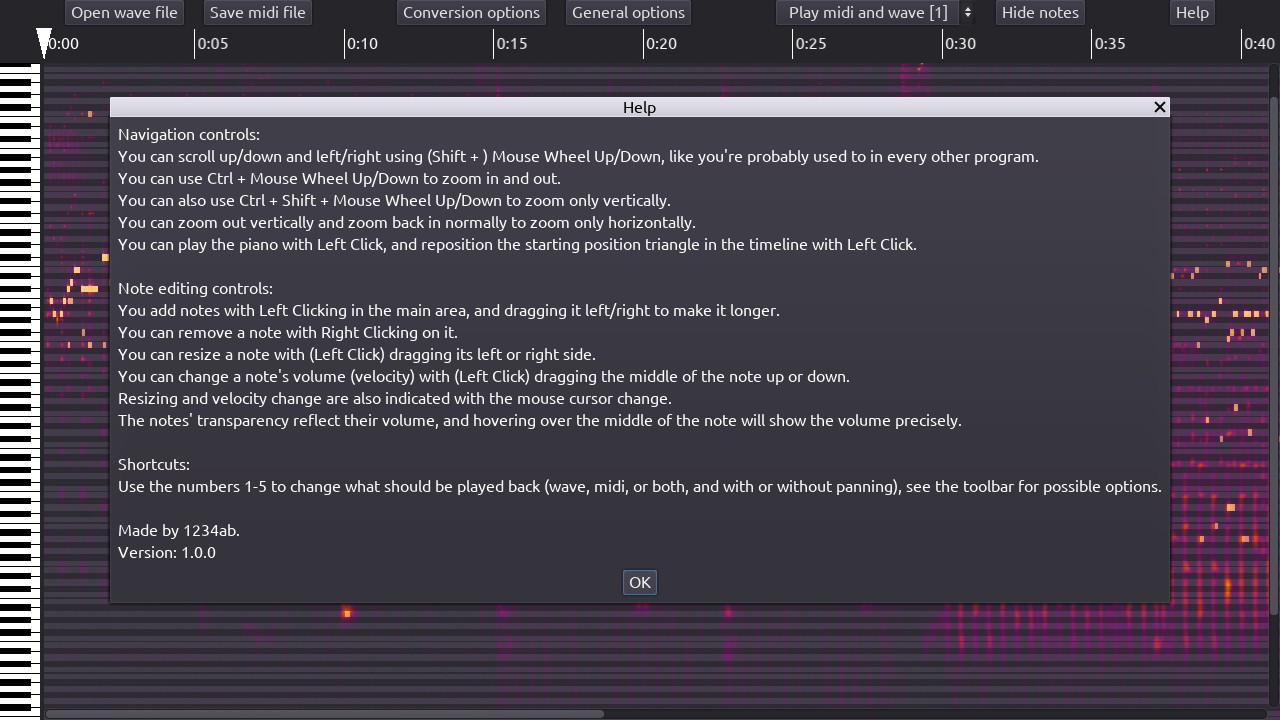 Open wave file Save midi file Conversion options General options Play midi and wave [1] Hide notes Help
0:00 0:05 0:10 0:15 0:20 0:25 0:30 0:35 0:40
Help
Navigation controls:
You can scroll up/down and left/right using (Shift + ) Mouse Wheel Up/Down, like you're probably used to in every other program.
You can use Ctrl + Mouse Wheel Up/Down to zoom in and out.
You can also use Ctrl + Shift + Mouse Wheel Up/Down to zoom only vertically.
You can zoom out vertically and zoom back in normally to zoom only horizontally.
You can play the piano with Left Click, and reposition the starting position triangle in the timeline with Left Click.
Note editing controls:
You add notes with Left Clicking in the main area, and dragging it left/right to make it longer.
You can remove a note with Right Clicking on it.
You can resize a note with (Left Click) dragging its left or right side.
You can change a note's volume (velocity) with (Left Click) dragging the middle of the note up or down.
Resizing and velocity change are also indicated with the mouse cursor change.
The notes' transparency reflect their volume, and hovering over the middle of the note will show the volume precisely.
Shortcuts:
Use the numbers 1-5 to change what should be played back (wave, midi, or both, and with or without panning), see the toolbar for possible options.
Made by 1234ab.
Version: 1.0.0
OK